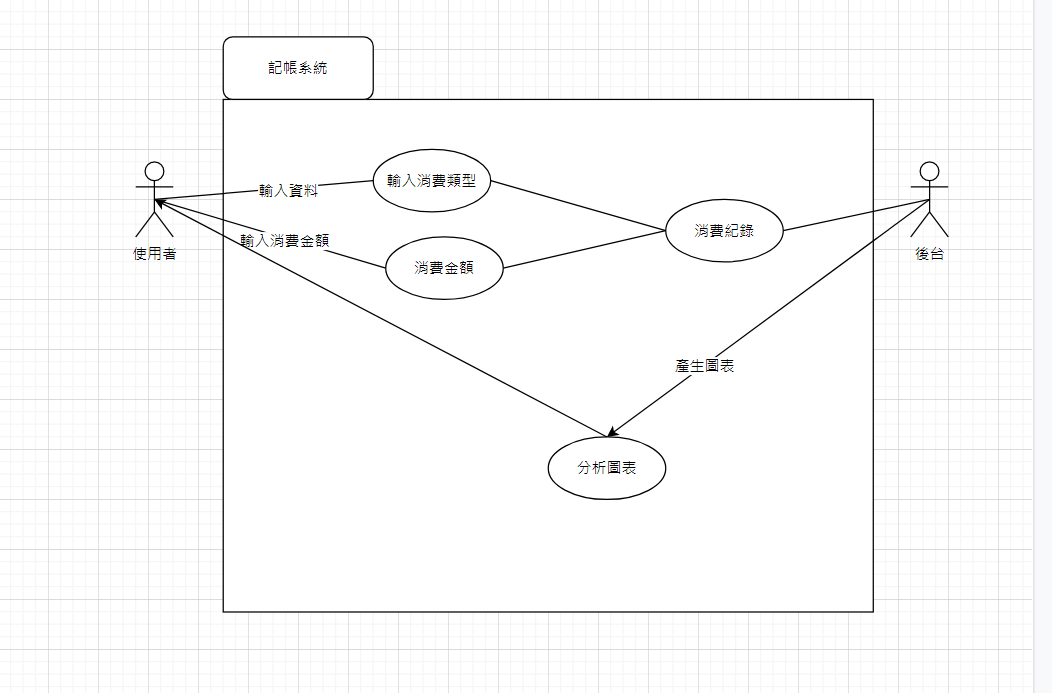 記帳系統
輸入消費類型
輸入資料
消費紀錄
輸入消費金額
使用者
後台
消費金額
產生圖表
分析圖表